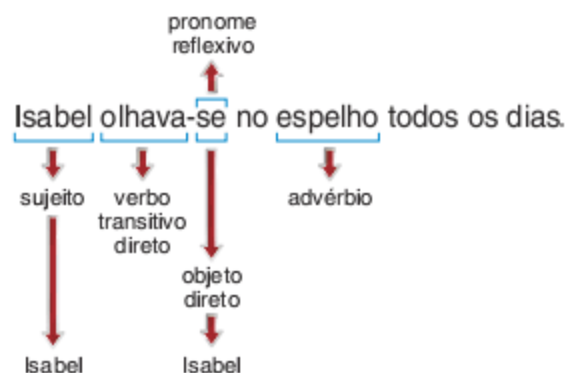 pronome
reflexivo
Isabel olhava-se no espelho todos os dias.
sujeito
verbo
transitivo
direto
advérbio
objeto
direto
Isabel
Isabel